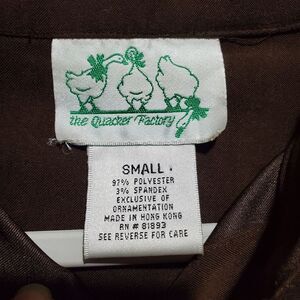 the Quacker Factory
SMALL
97% POLYESTER
3% SPANDEX
EXCLUSIVE OF
ORNAMENTATION
MADE IN HONG KONG
RN # 81893
SEE REVERSE FOR CARE